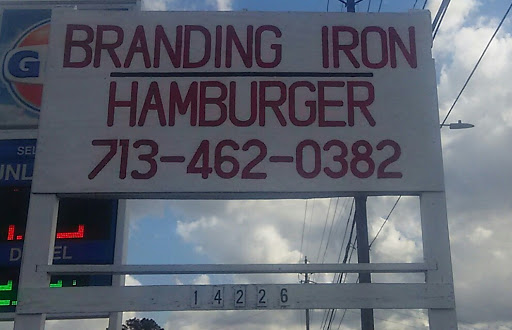 BRANDING IRON
HAMBURGER
713-462-0382
G
14226